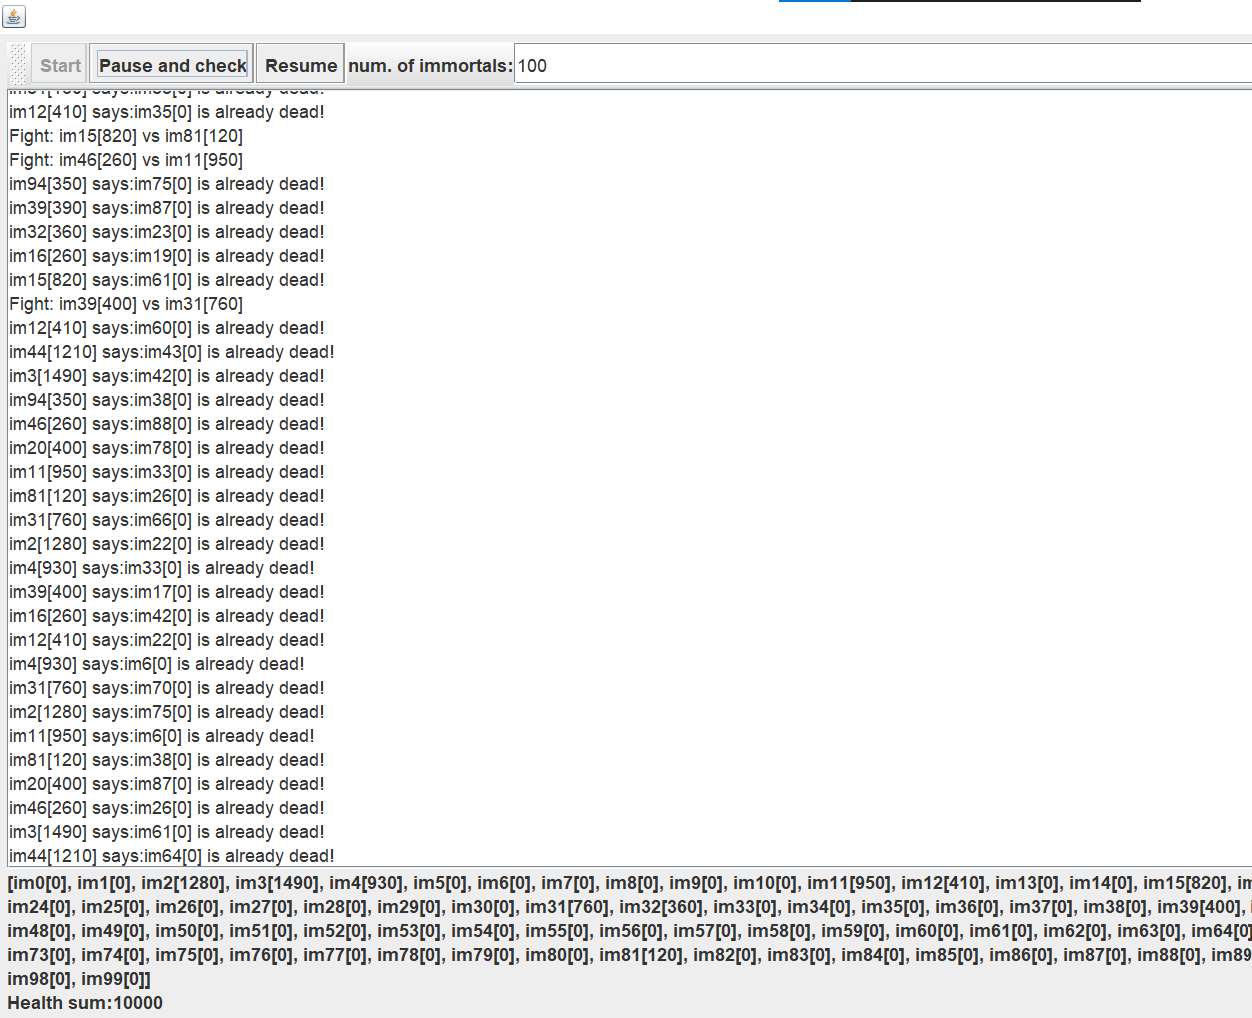 Start Pause and check Resume num. of immortals: 100
im12[410] says:im35[0] is already dead!
Fight: im15[820] vs im81[120]
Fight: im46[260] vs im11[950]
im94[350] says:im75[0] is already dead!
im39[390] says:im87[0] is already dead!
im32[360] says:im23[0] is already dead!
im16[260] says:im19[0] is already dead!
im15[820] says:im61[0] is already dead!
Fight: im39[400] vs im31[760]
im12[410] says:im60[0] is already dead!
im44[1210] says:im43[0] is already dead!
im3[1490] says:im42[0] is already dead!
im94[350] says:im38[0] is already dead!
im46[260] says:im88[0] is already dead!
im20[400] says:im78[0] is already dead!
im11[950] says:im33[0] is already dead!
im81[120] says:im26[0] is already dead!
im31[760] says:im66[0] is already dead!
im2[1280] says:im22[0] is already dead!
im4[930] says:im33[0] is already dead!
im39[400] says:im17[0] is already dead!
im16[260] says:im42[0] is already dead!
im12[410] says:im22[0] is already dead!
im4[930] says:im6[0] is already dead!
im31[760] says:im70[0] is already dead!
im2[1280] says:im75[0] is already dead!
im11[950] says:im6[0] is already dead!
im81[120] says:im38[0] is already dead!
im20[400] says:im87[0] is already dead!
im46[260] says:im26[0] is already dead!
im3[1490] says:im61[0] is already dead!
im44[1210] says:im64[0] is already dead!
[im0[0], im1[0], im2[1280], im3[1490], im4[930], im5[0], im6[0], im7[0], im8[0], im9[0], im10[0], im11[950], im12[410], im13[0], im14[0], im15[820],
im24[0], im25[0], im26[0], im27[0], im28[0], im29[0], im30[0], im31[760], im32[360], im33[0], im34[0], im35[0], im36[0], im37[0], im38[0], im39[400],
im48[0], im49[0], im50[0], im51[0], im52[0], im53[0], im54[0], im55[0], im56[0], im57[0], im58[0], im59[0], im60[0], im61[0], im62[0], im63[0], im64[0]
im73[0], im74[0], im75[0], im76[0], im77[0], im78[0], im79[0], im80[0], im81[120], im82[0], im83[0], im84[0], im85[0], im86[0], im87[0], im88[0], im89
im98[0], im99[0]]
Health sum:10000